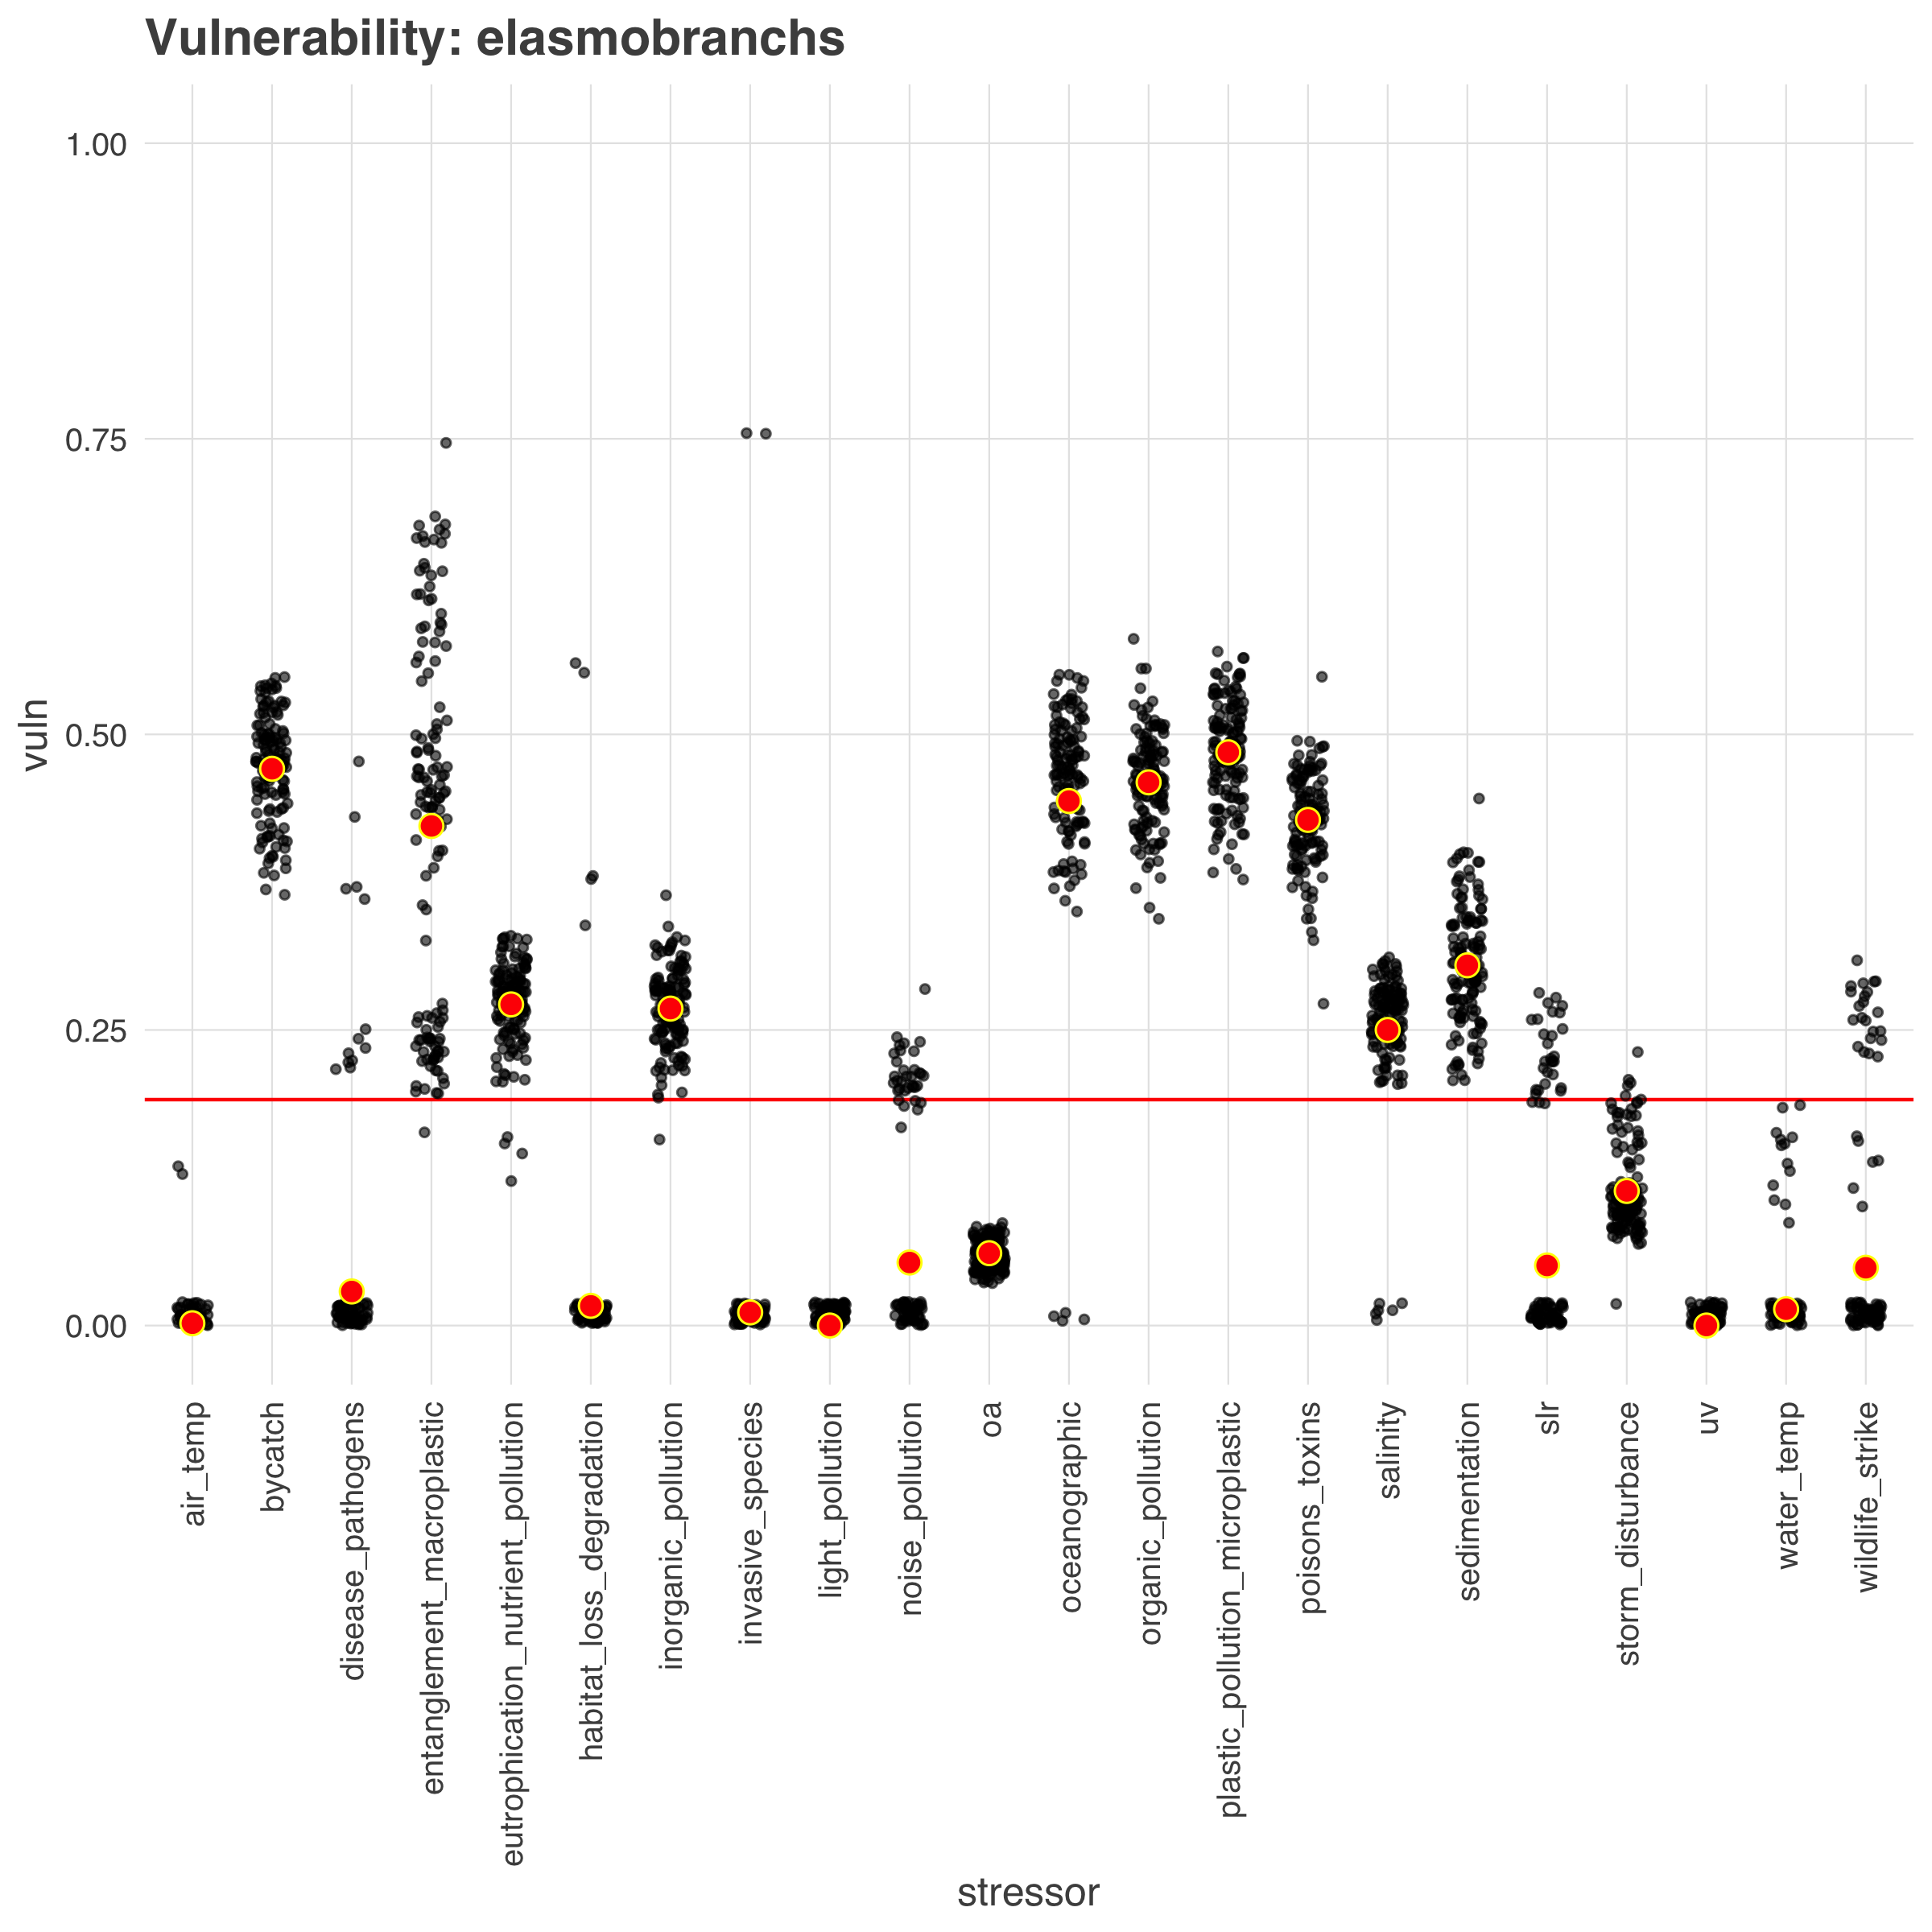 Vulnerability: elasmobranchs
1.00
0.75
0.50
0.25
0.00
vuln
air_temp
bycatch
disease_pathogens
entanglement_macroplastic
eutrophication_nutrient_pollution
habitat_loss_degradation
inorganic_pollution
invasive_species
light_pollution
noise_pollution
oa
oceanographic
organic_pollution
plastic_pollution_microplastic
poisons_toxins
salinity
sedimentation
slr
storm_disturbance
uv
water_temp
wildlife_strike
stressor